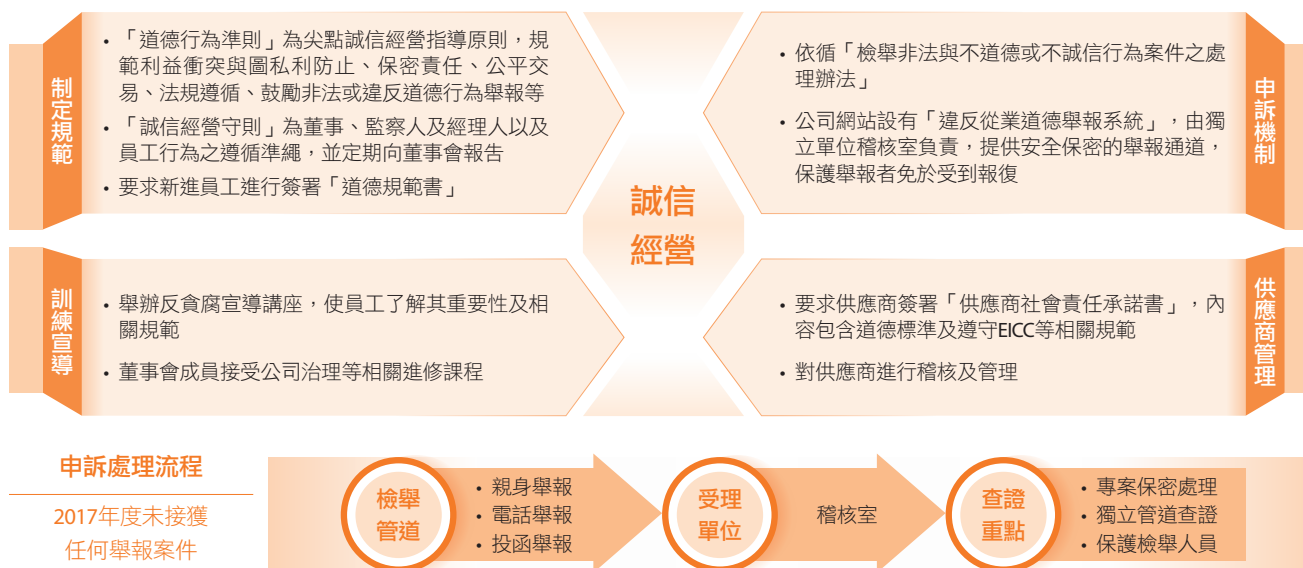 制定規範
• 「道德行為準則」為尖點誠信經營指導原則，規
範利益衝突與圖私利防止、保密責任、公平交
易、法規遵循、鼓勵非法或違反道德行為舉報等
• 「誠信經營守則」為董事、監察人及經理人以及
員工行為之遵循準繩，並定期向董事會報告
• 要求新進員工進行簽署「道德規範書」
申訴機制
• 依循「檢舉非法與不道德或不誠信行為案件之處
理辦法」
• 公司網站設有「違反從業道德舉報系統」，由獨
立單位稽核室負責，提供安全保密的舉報通道，
保護舉報者免於受到報復
誠信
經營
訓練宣導
• 舉辦反貪腐宣導講座，使員工了解其重要性及相
關規範
• 董事會成員接受公司治理等相關進修課程
供應商管理
• 要求供應商簽署「供應商社會責任承諾書」，內
容包含道德標準及遵守EICC等相關規範
• 對供應商進行稽核及管理
申訴處理流程
2017年度未接獲
任何舉報案件
檢舉
管道
• 親身舉報
• 電話舉報
• 投函舉報
受理
單位
稽核室
查證
重點
• 專案保密處理
• 獨立管道查證
• 保護檢舉人員